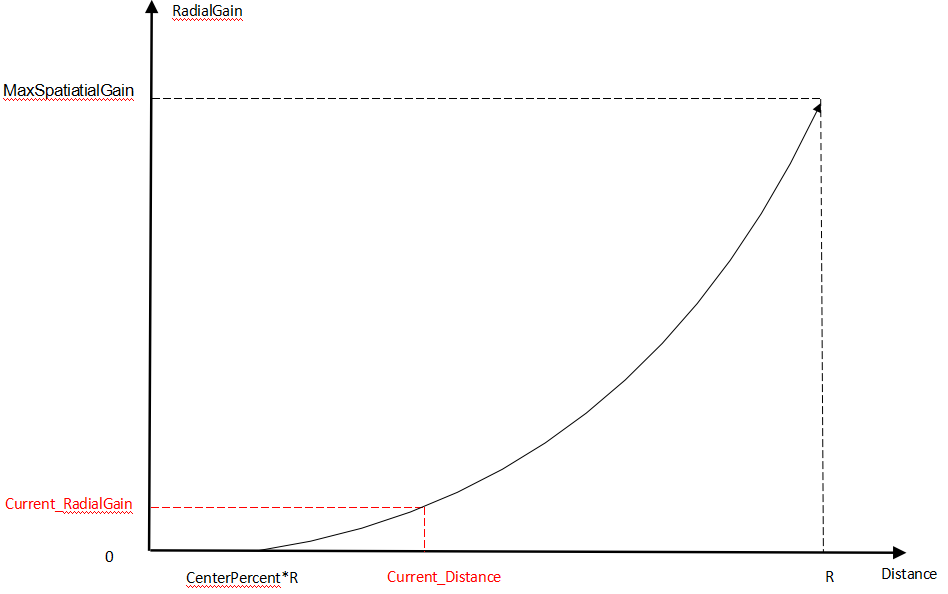 RadialGain
MaxSpatiatialGain
Current_RadialGain
0
CenterPercent*R
Current_Distance
R
Distance